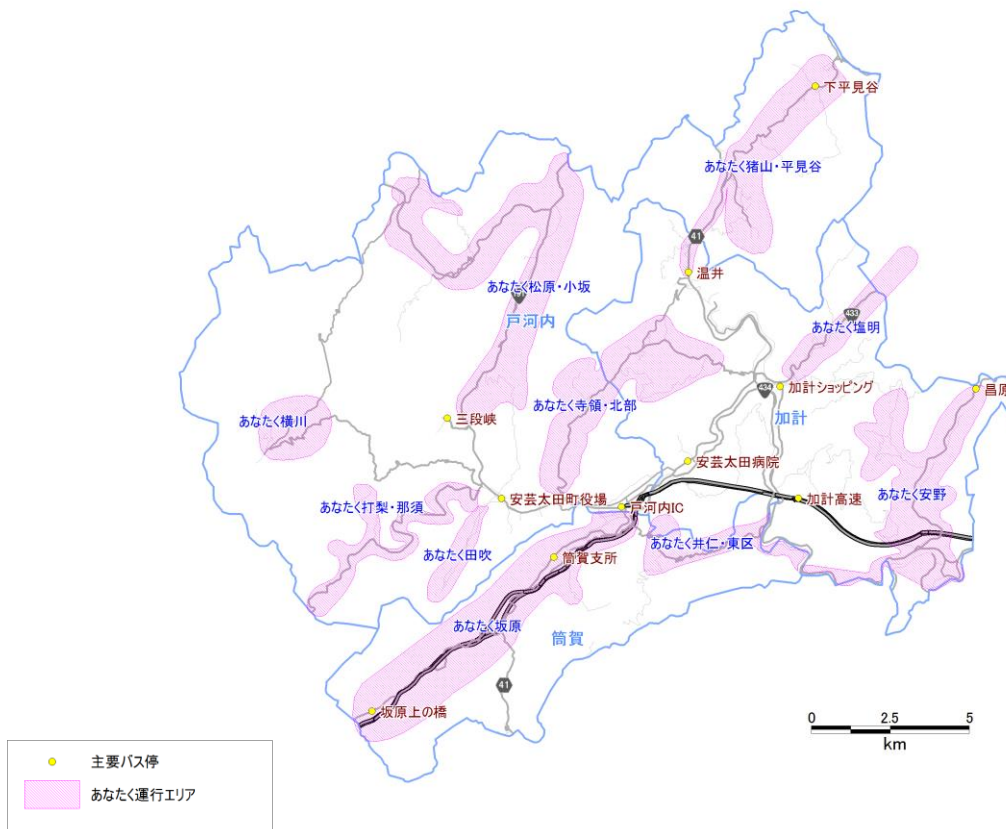 下平見谷
あなたく猪山・平見谷
41
温井
あなたく松原・小坂
戸河内
433
あなたく塩明
加計ショッピング
434
昌原
あなたく寺領・北部
加計
三段峡
あなたく横川
安芸太田病院
あなたく安野
安芸太田町役場
加計高速
戸河内IC
あなたく打梨・那須
あなたく井仁・東区
あなたく田吹
筒賀支所
あなたく坂原
筒賀
41
坂原上の橋
0 2.5 5
km
主要バス停
あなたく運行エリア